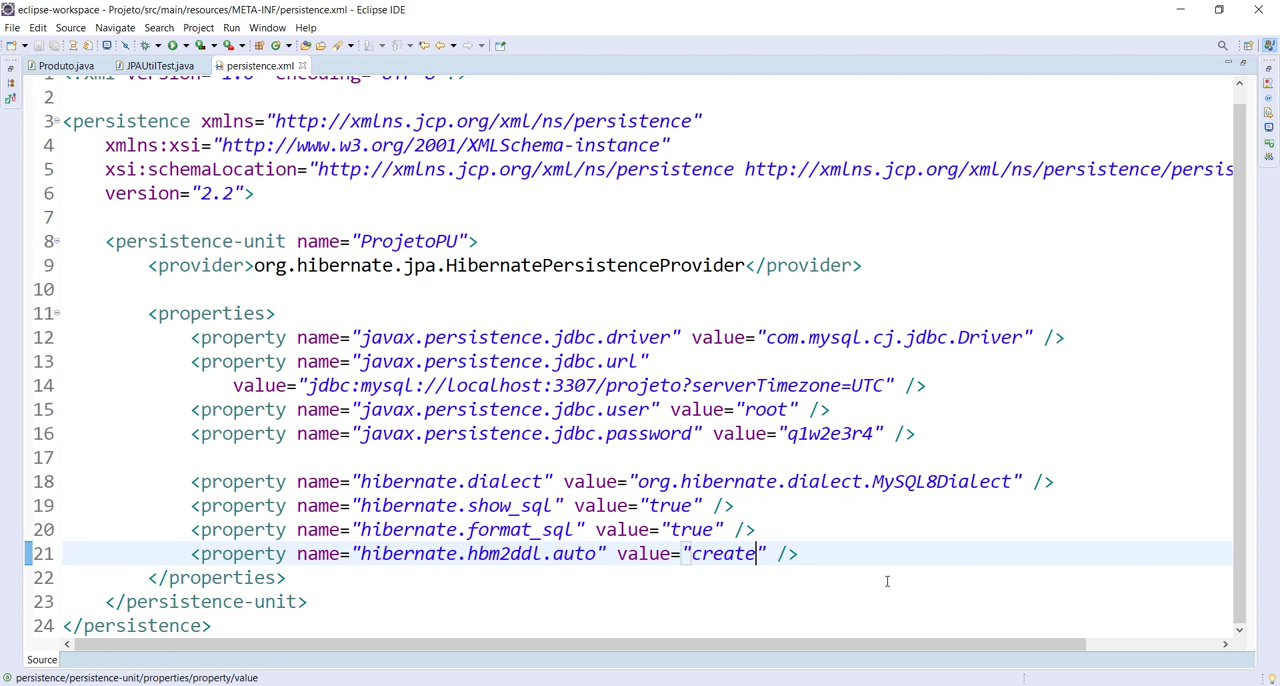 eclipse-workspace - Projeto/src/main/resources/META-INF/persistence.xml - Eclipse IDE
File Edit Source Navigate Search Project Run Window Help
Produto.java JPAUtilTest.java persistence.xml
1 <?xml version="1.0" encoding="UTF-8"?>
2
3 <persistence xmlns="http://xmlns.jcp.org/xml/ns/persistence"
4 xmlns:xsi="http://www.w3.org/2001/XMLSchema-instance"
5 xsi:schemaLocation="http://xmlns.jcp.org/xml/ns/persistence http://xmlns.jcp.org/xml/ns/persistence/persis
6 version="2.2">
7
8 <persistence-unit name="ProjetoPU">
9 <provider>org.hibernate.jpa.HibernatePersistenceProvider</provider>
10
11 <properties>
12 <property name="javax.persistence.jdbc.driver" value="com.mysql.cj.jdbc.Driver" />
13 <property name="javax.persistence.jdbc.url"
14 value="jdbc:mysql://localhost:3307/projeto?serverTimezone=UTC" />
15 <property name="javax.persistence.jdbc.user" value="root" />
16 <property name="javax.persistence.jdbc.password" value="q1w2e3r4" />
17
18 <property name="hibernate.dialect" value="org.hibernate.dialect.MySQL8Dialect" />
19 <property name="hibernate.show_sql" value="true" />
20 <property name="hibernate.format_sql" value="true" />
21 <property name="hibernate.hbm2ddl.auto" value="create" />
22 </properties>
23 </persistence-unit>
24 </persistence>
Source
persistence/persistence-unit/properties/property/value